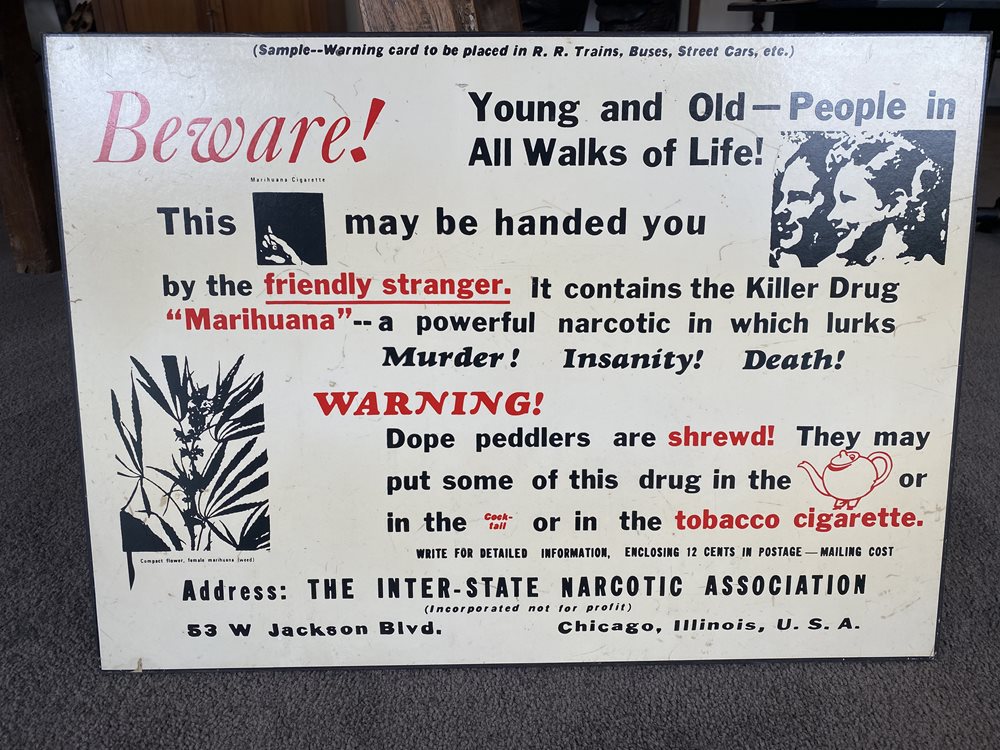 (Sample--Warning card to be placed in R. R. Trains, Buses, Street Cars, etc.)
Beware!
Young and Old — People in
All Walks of Life!
Marihuana Cigarette
This may be handed you
by the friendly stranger. It contains the Killer Drug
“Marihuana”-- a powerful narcotic in which lurks
Murder! Insanity! Death!
WARNING!
Dope peddlers are shrewd! They may
put some of this drug in the or
in the Cock-
tail or in the tobacco cigarette.
WRITE FOR DETAILED INFORMATION, ENCLOSING 12 CENTS IN POSTAGE — MAILING COST
Compact flower, female marihuana (weed)
Address: THE INTER-STATE NARCOTIC ASSOCIATION
(Incorporated not for profit)
53 W Jackson Blvd. Chicago, Illinois, U. S. A.